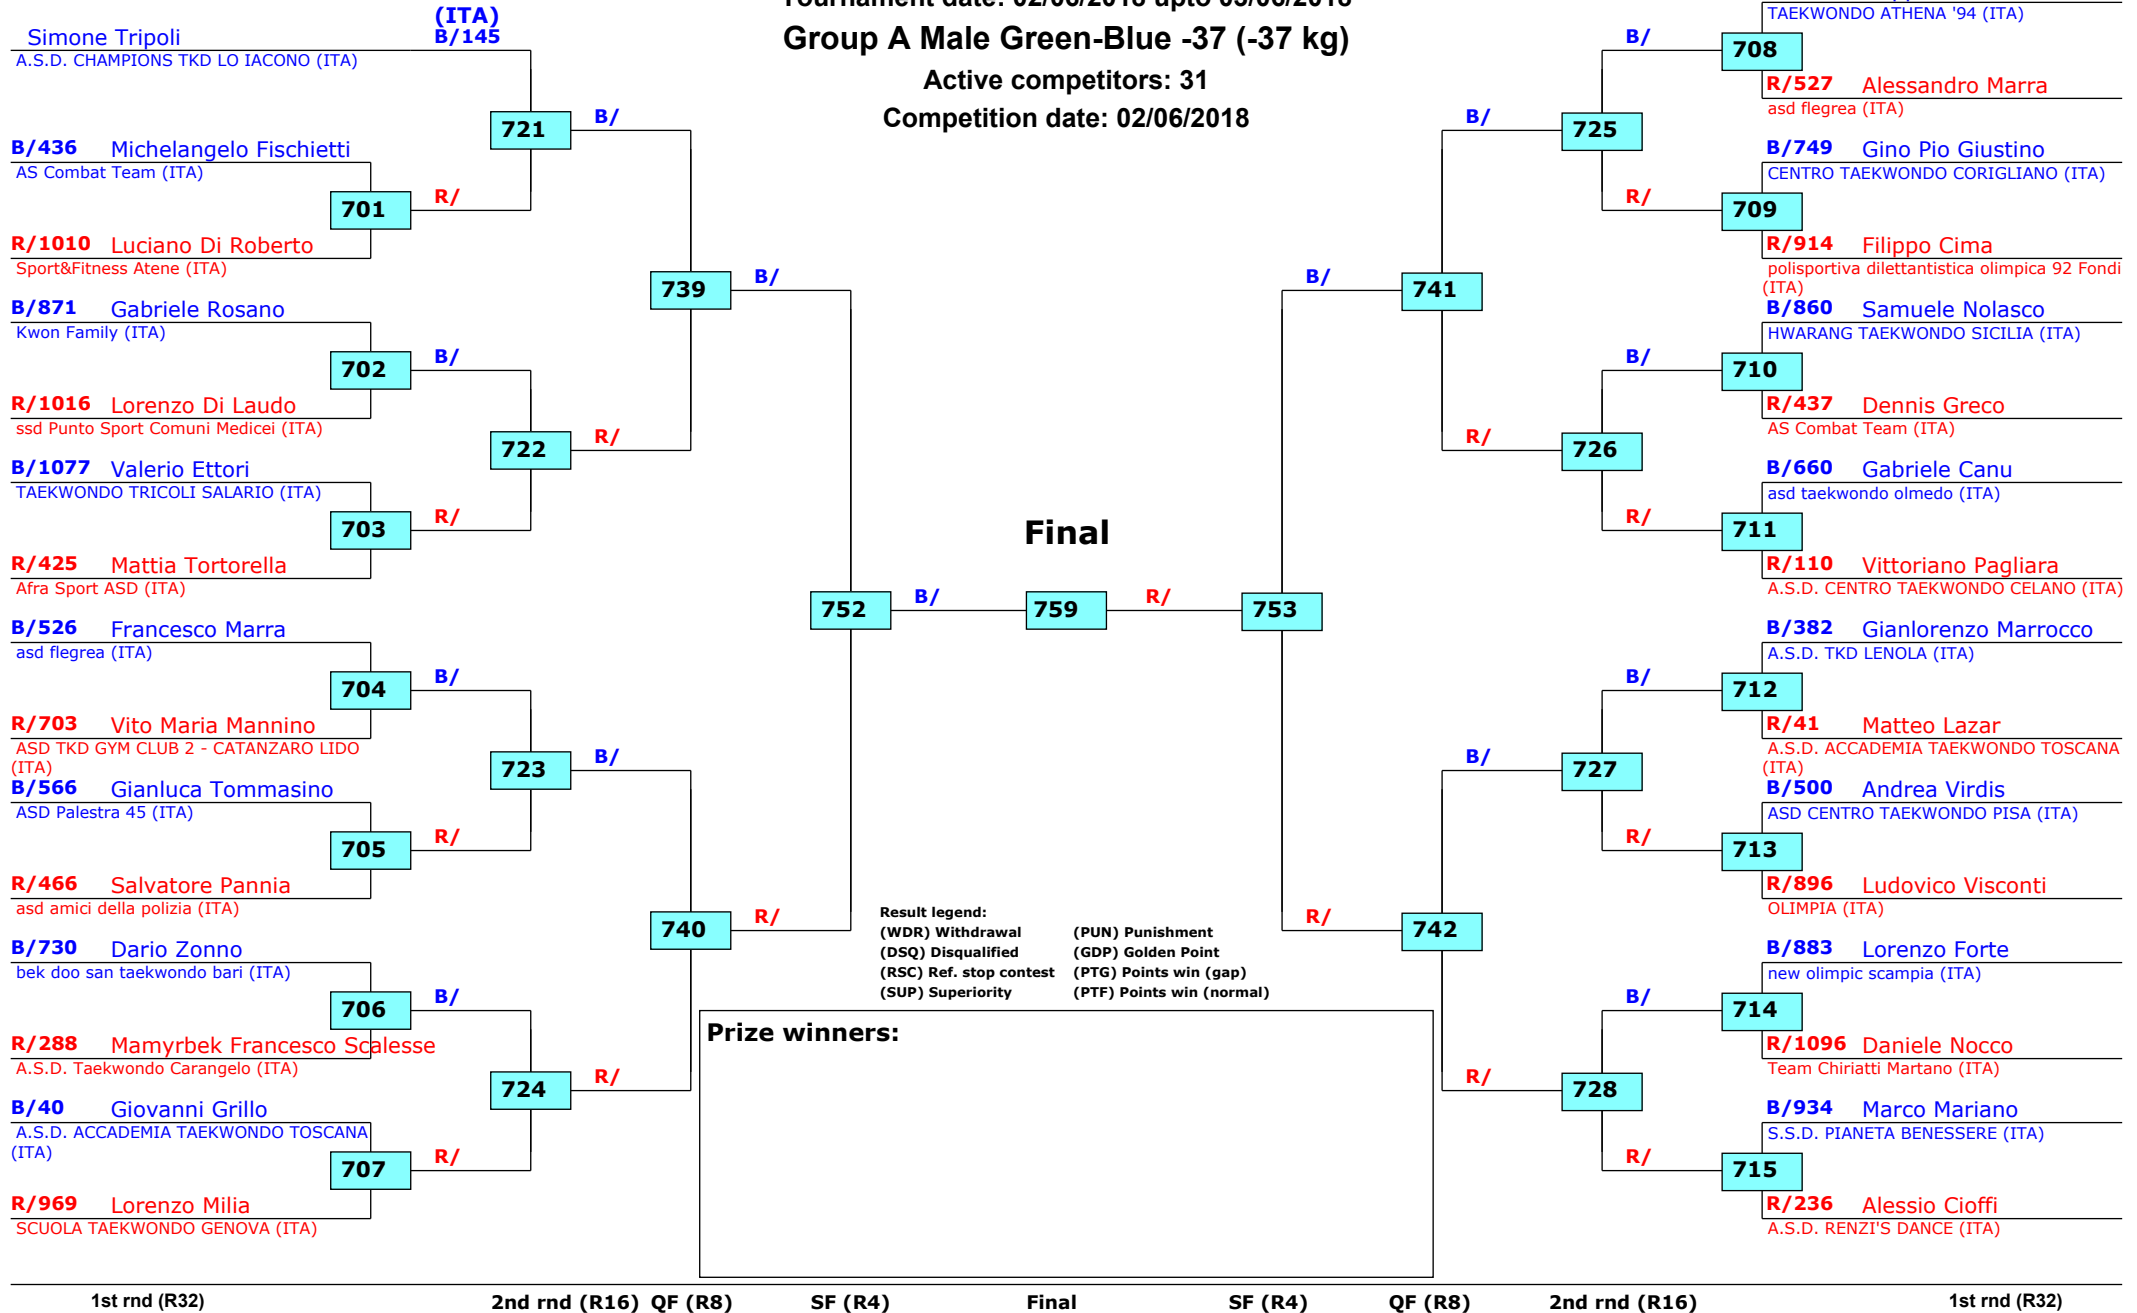 Tournament date: 02/06/2018 upto 03/06/2018
Group A Male Green-Blue -37 (-37 kg)
Active competitors: 31
Competition date: 02/06/2018
(ITA)
Simone Tripoli B/145
A.S.D. CHAMPIONS TKD LO IACONO (ITA)
721 B/
B/436 Michelangelo Fischietti
AS Combat Team (ITA)
701 R/
R/1010 Luciano Di Roberto
Sport&Fitness Atene (ITA)
739 B/
B/871 Gabriele Rosano
Kwon Family (ITA)
702 B/
R/1016 Lorenzo Di Laudo
ssd Punto Sport Comuni Medicei (ITA)
722 R/
B/1077 Valerio Ettori
TAEKWONDO TRICOLI SALARIO (ITA)
703 R/
R/425 Mattia Tortorella
Afra Sport ASD (ITA)
752 B/
B/526 Francesco Marra
asd flegrea (ITA)
704 B/
R/703 Vito Maria Mannino
ASD TKD GYM CLUB 2 - CATANZARO LIDO
(ITA)
723 B/
B/566 Gianluca Tommasino
ASD Palestra 45 (ITA)
705 R/
R/466 Salvatore Pannia
asd amici della polizia (ITA)
740 R/
B/730 Dario Zonno
bek doo san taekwondo bari (ITA)
706 B/
R/288 Mamyrbek Francesco Scalesse
A.S.D. Taekwondo Carangelo (ITA)
724 R/
B/40 Giovanni Grillo
A.S.D. ACCADEMIA TAEKWONDO TOSCANA
(ITA)
707 R/
R/969 Lorenzo Milia
SCUOLA TAEKWONDO GENOVA (ITA)
Final
759
R/ 753
TAEKWONDO ATHENA '94 (ITA)
B/ 708
R/527 Alessandro Marra
asd flegrea (ITA)
B/ 725
B/749 Gino Pio Giustino
CENTRO TAEKWONDO CORIGLIANO (ITA)
R/ 709
R/914 Filippo Cima
polisportiva dilettantistica olimpica 92 Fondi
(ITA)
B/ 741
B/860 Samuele Nolasco
HWARANG TAEKWONDO SICILIA (ITA)
B/ 710
R/437 Dennis Greco
AS Combat Team (ITA)
R/ 726
B/660 Gabriele Canu
asd taekwondo olmedo (ITA)
R/ 711
R/110 Vittoriano Pagliara
A.S.D. CENTRO TAEKWONDO CELANO (ITA)
B/382 Gianlorenzo Marrocco
A.S.D. TKD LENOLA (ITA)
B/ 712
R/41 Matteo Lazar
A.S.D. ACCADEMIA TAEKWONDO TOSCANA
(ITA)
B/ 727
B/500 Andrea Virdis
ASD CENTRO TAEKWONDO PISA (ITA)
R/ 713
R/896 Ludovico Visconti
OLIMPIA (ITA)
R/ 742
B/883 Lorenzo Forte
new olimpic scampia (ITA)
B/ 714
R/1096 Daniele Nocco
Team Chiriatti Martano (ITA)
R/ 728
B/934 Marco Mariano
S.S.D. PIANETA BENESSERE (ITA)
R/ 715
R/236 Alessio Cioffi
A.S.D. RENZI'S DANCE (ITA)
Result legend:
(WDR) Withdrawal (PUN) Punishment
(DSQ) Disqualified (GDP) Golden Point
(RSC) Ref. stop contest (PTG) Points win (gap)
(SUP) Superiority (PTF) Points win (normal)
Prize winners:
1st rnd (R32) 2nd rnd (R16) QF (R8) SF (R4) Final SF (R4) QF (R8) 2nd rnd (R16) 1st rnd (R32)